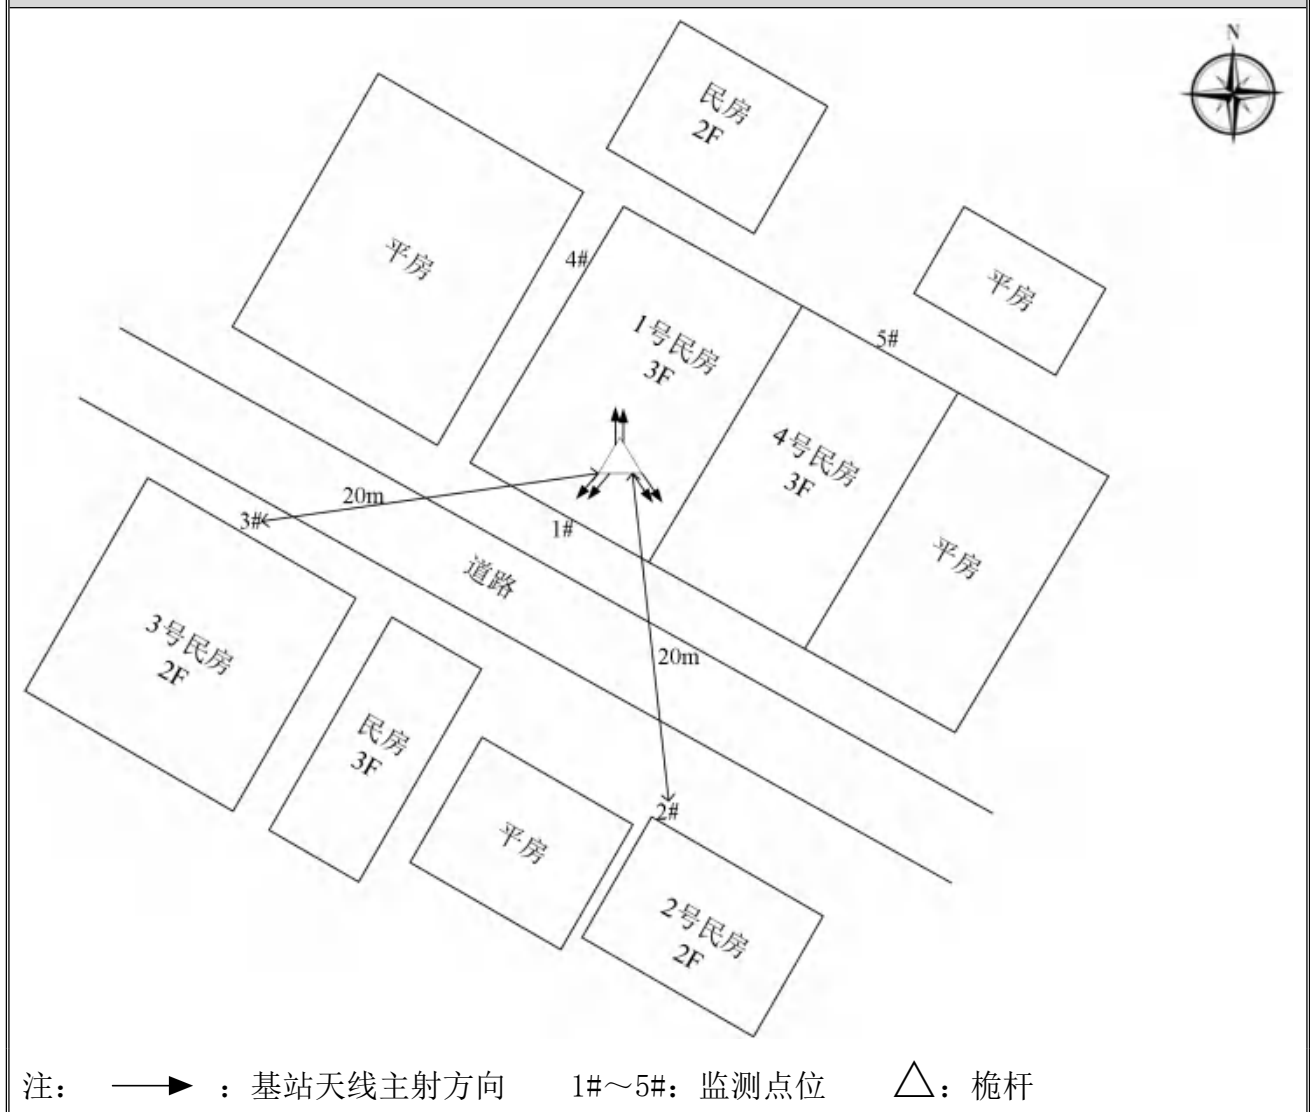 N
民房
2F
平房
4#
平房
1号民房
3F
5#
4号民房
3F
20m
3#
1#
平房
道路
3号民房
2F
20m
民房
3F
2#
平房
2号民房
2F
注： ：基站天线主射方向 1#～5#：监测点位 △：桅杆